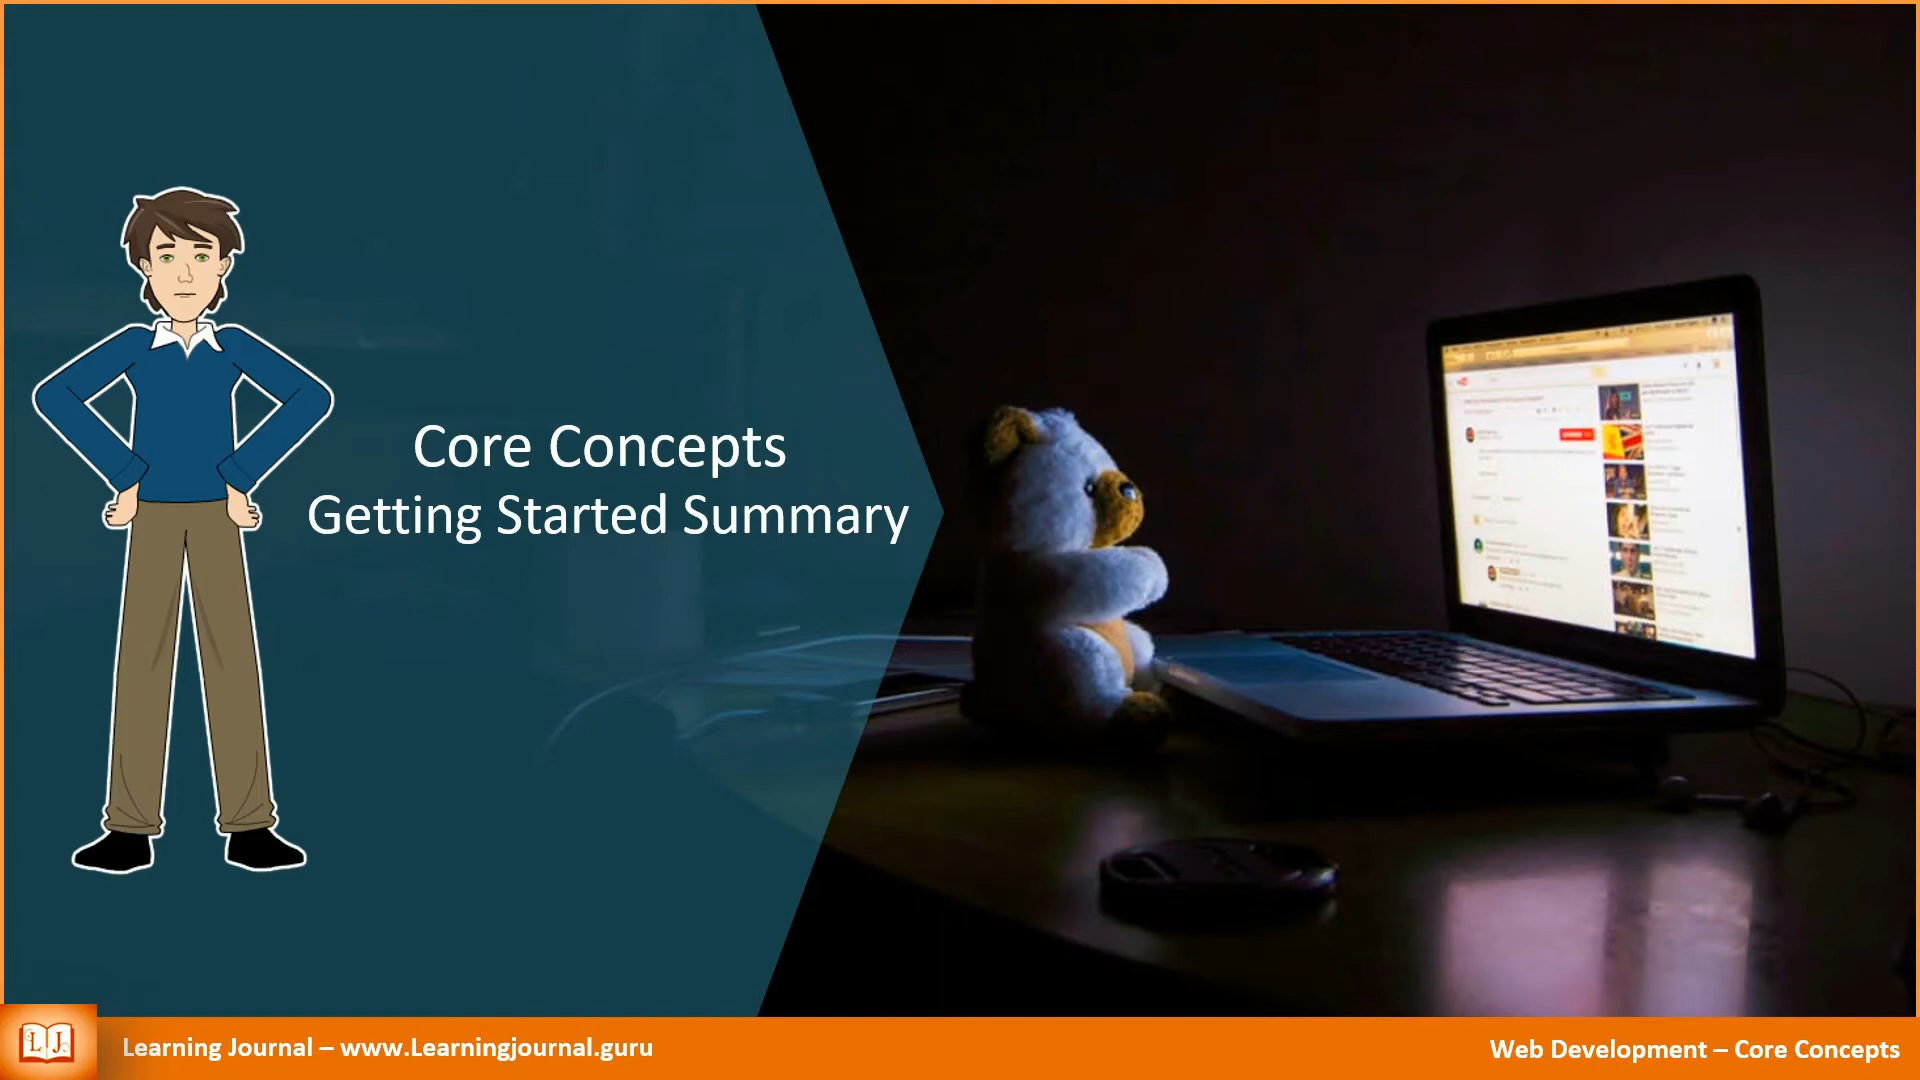 Core Concepts
Getting Started Summary
L J
Learning Journal – www.Learningjournal.guru
Web Development – Core Concepts